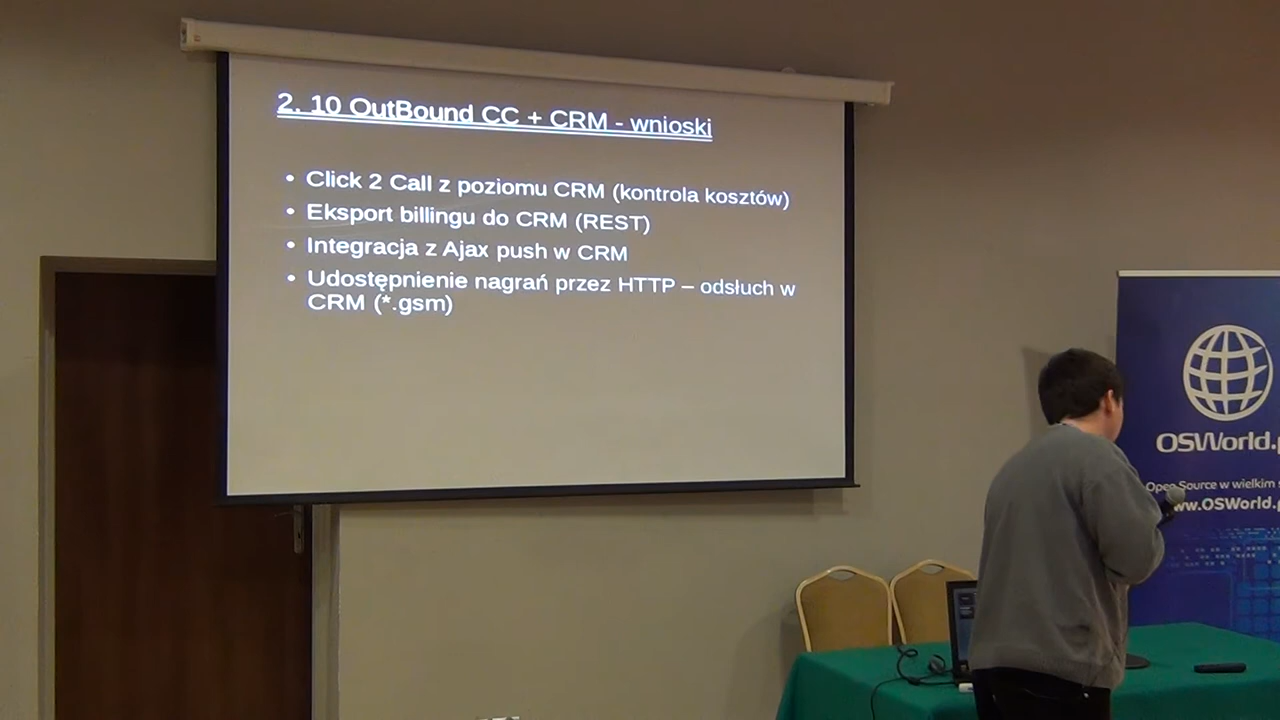 2. 10 OutBound CC + CRM - wnioski
• Click 2 Call z poziomu CRM (kontrola kosztów)
• Eksport billingu do CRM (REST)
• Integracja z Ajax push w CRM
• Udostępnienie nagrań przez HTTP – odsłuch w
CRM (*.gsm)
OSWorld.p
Open Source w wielkim
www.OSWorld.p